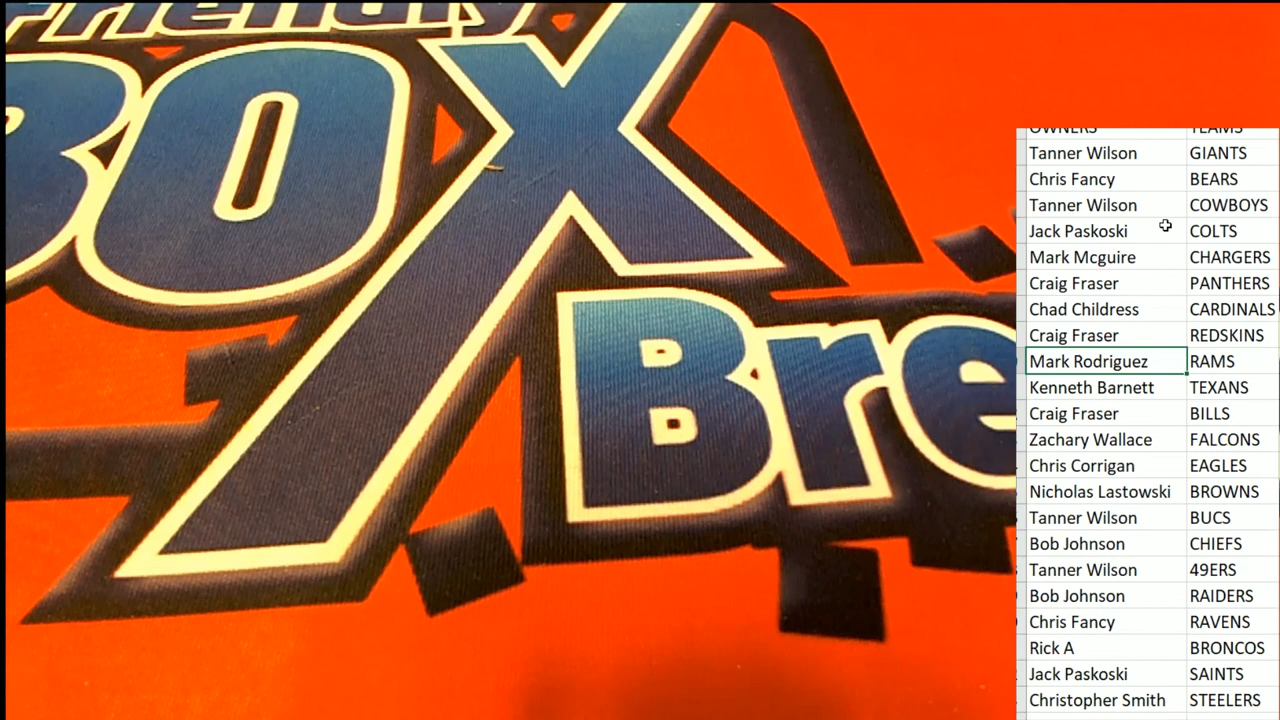 Friendly
BOX
Bre
OWNERS TEAMS
Tanner Wilson GIANTS
Chris Fancy BEARS
Tanner Wilson COWBOYS
Jack Paskoski COLTS
Mark Mcguire CHARGERS
Craig Fraser PANTHERS
Chad Childress CARDINALS
Craig Fraser REDSKINS
Mark Rodriguez RAMS
Kenneth Barnett TEXANS
Craig Fraser BILLS
Zachary Wallace FALCONS
Chris Corrigan EAGLES
Nicholas Lastowski BROWNS
Tanner Wilson BUCS
Bob Johnson CHIEFS
Tanner Wilson 49ERS
Bob Johnson RAIDERS
Chris Fancy RAVENS
Rick A BRONCOS
Jack Paskoski SAINTS
Christopher Smith STEELERS